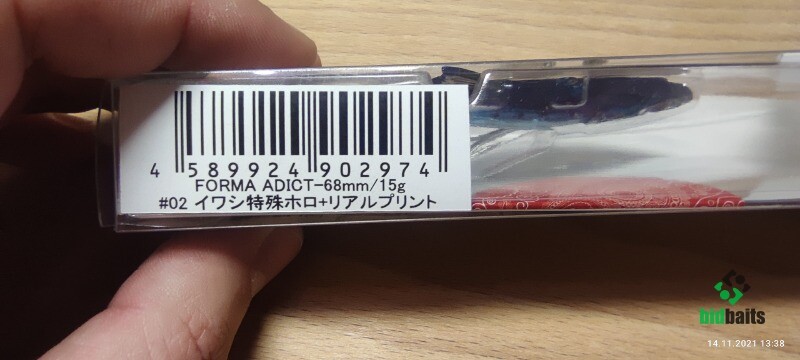 4 589924 902974
FORMA ADICT-68mm/15g
#02 イワシ特殊ホロ+リアルプリント
bidbaits
14.11.2021 13:38